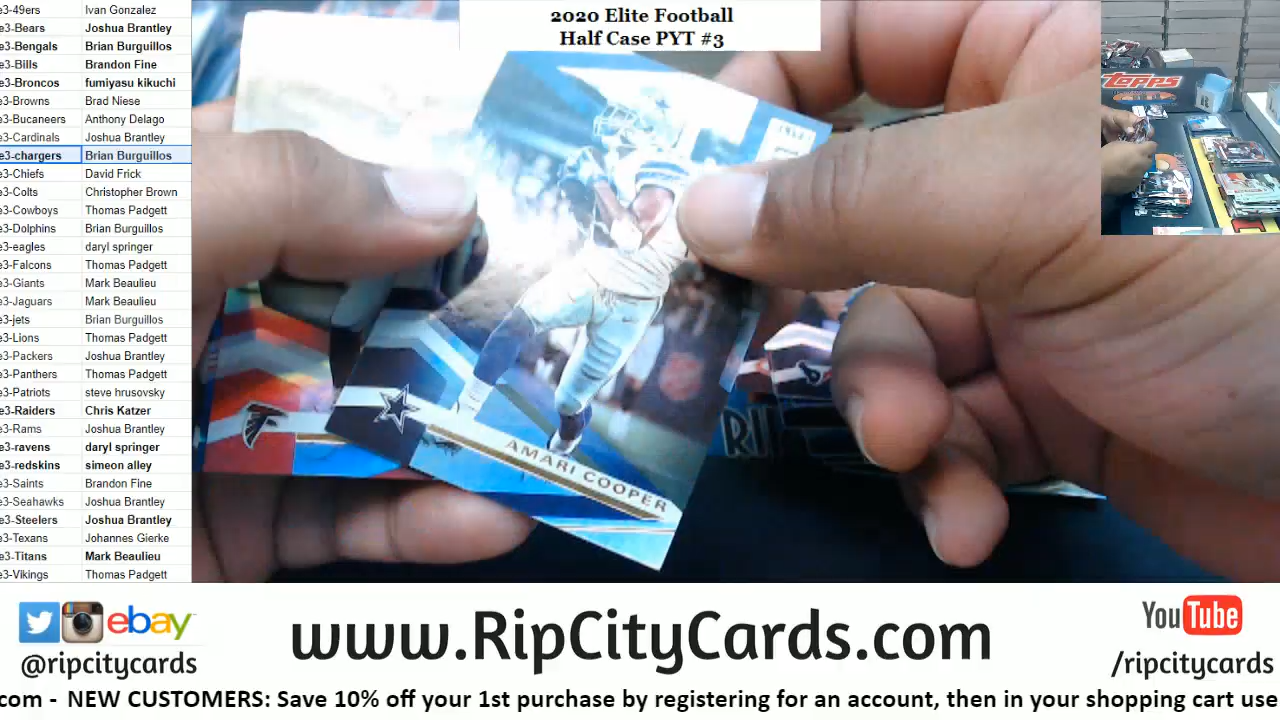 2020 Elite Football
Half Case PYT #3
e3-49ers Ivan Gonzalez
e3-Bears Joshua Brantley
e3-Bengals Brian Burguillos
e3-Bills Brandon Fine
e3-Broncos fumiyasu kikuchi
e3-Browns Brad Niese
e3-Bucaneers Anthony Delago
e3-Cardinals Joshua Brantley
e3-chargers Brian Burguillos
e3-Chiefs David Frick
e3-Colts Christopher Brown
e3-Cowboys Thomas Padgett
e3-Dolphins Brian Burguillos
e3-eagles daryl springer
e3-Falcons Thomas Padgett
e3-Giants Mark Beaulieu
e3-Jaguars Mark Beaulieu
e3-jets Brian Burguillos
e3-Lions Thomas Padgett
e3-Packers Joshua Brantley
e3-Panthers Thomas Padgett
e3-Patriots steve hrusovsky
e3-Raiders Chris Katzer
e3-Rams Joshua Brantley
e3-ravens daryl springer
e3-redskins simeon alley
e3-Saints Brandon Fine
e3-Seahawks Joshua Brantley
e3-Steelers Joshua Brantley
e3-Texans Johannes Gierke
e3-Titans Mark Beaulieu
e3-Vikings Thomas Padgett
TOPPS
AMARI COOPER
RI
ebay
@ripcitycards
www.RipCityCards.com
YouTube
/ripcitycards
com - NEW CUSTOMERS: Save 10% off your 1st purchase by registering for an account, then in your shopping cart use